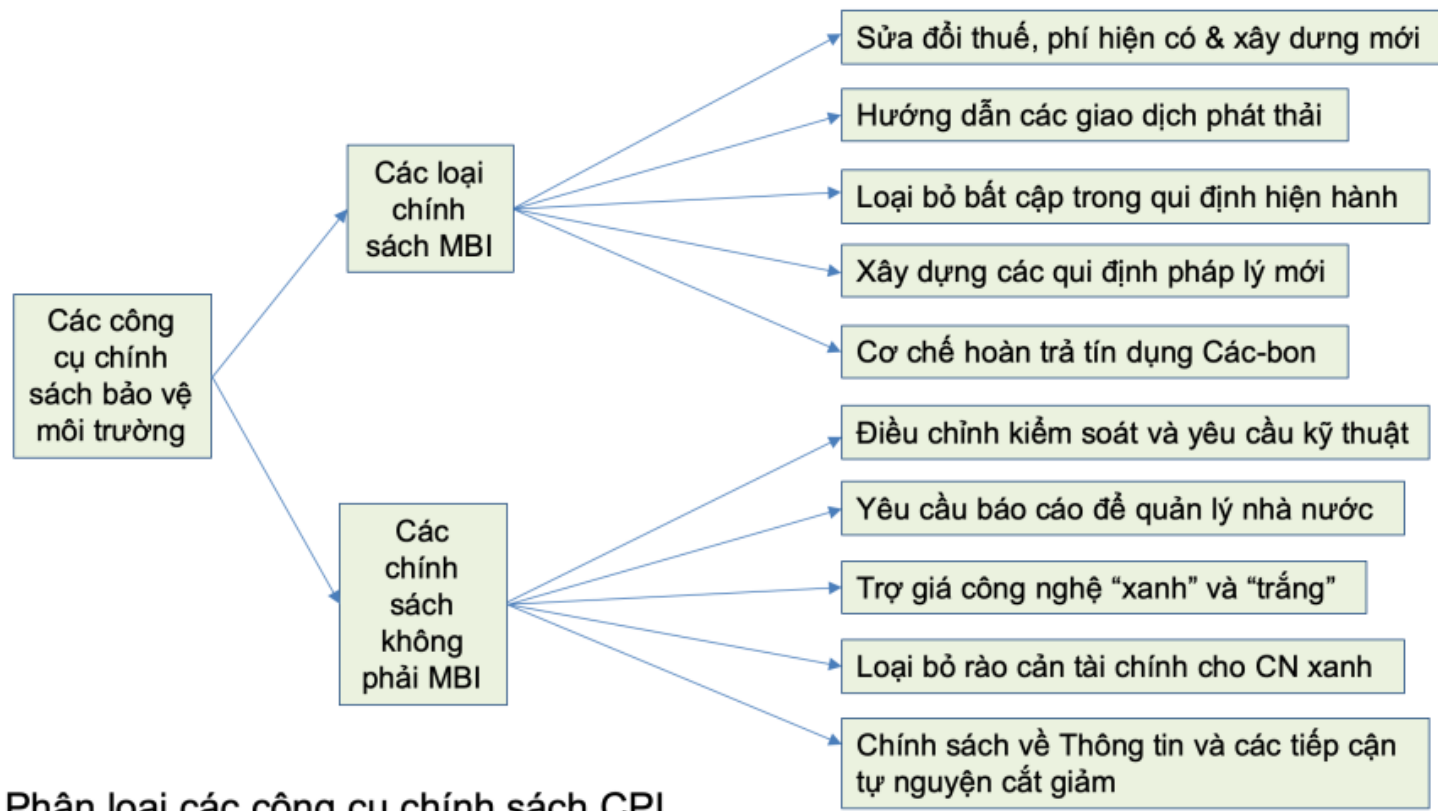 Các công
cụ chính
sách bảo vệ
môi trường
Các loại
chính
sách MBI
Sửa đổi thuế, phí hiện có & xây dưng mới
Hướng dẫn các giao dịch phát thải
Loại bỏ bất cập trong qui định hiện hành
Xây dựng các qui định pháp lý mới
Cơ chế hoàn trả tín dụng Các-bon
Các
chính
sách
không
phải MBI
Điều chỉnh kiểm soát và yêu cầu kỹ thuật
Yêu cầu báo cáo để quản lý nhà nước
Trợ giá công nghệ “xanh” và “trắng”
Loại bỏ rào cản tài chính cho CN xanh
Chính sách về Thông tin và các tiếp cận
tự nguyện cắt giảm
Phân loại các công cụ chính sách CPI